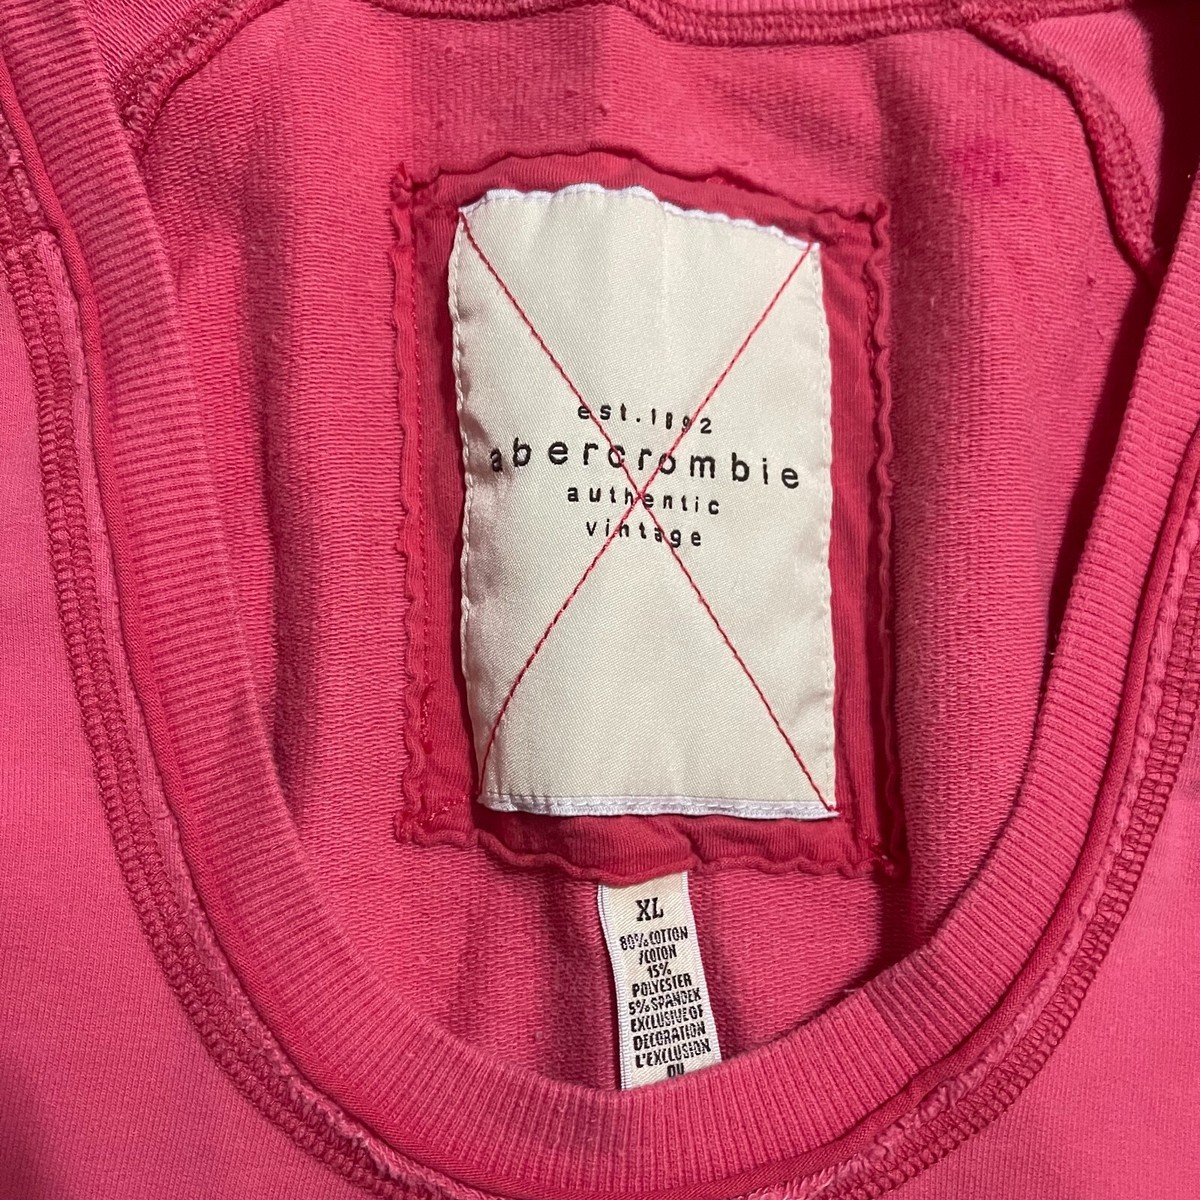 est.1892
abercrombie
authentic
vintage
XL
80% COTTON
/COTON
15%
POLYESTER
5% SPANDEX
EXCLUSIVE OF
DECORATION
L'EXCLUSION
DU